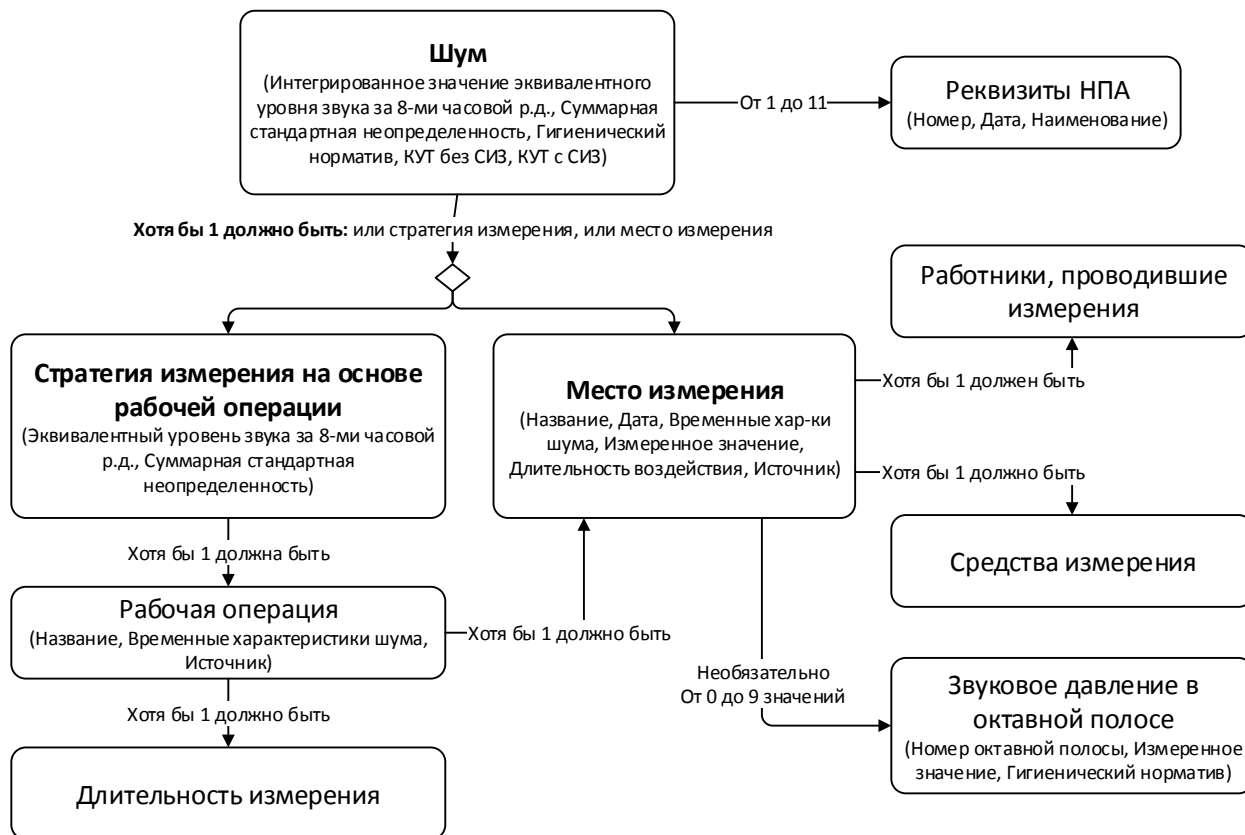 Шум
(Интегрированное значение эквивалентного
уровня звука за 8-ми часовой р.д., Суммарная
стандартная неопределенность, Гигиенический
норматив, КУТ без СИЗ, КУТ с СИЗ)
От 1 до 11
Реквизиты НПА
(Номер, Дата, Наименование)
Хотя бы 1 должно быть: или стратегия измерения, или место измерения
Работники, проводившие
измерения
Стратегия измерения на основе
рабочей операции
(Эквивалентный уровень звука за 8-ми часовой
р.д., Суммарная стандартная
неопределенность)
Место измерения
(Название, Дата, Временные хар-ки
шума, Измеренное значение,
Длительность воздействия, Источник)
Хотя бы 1 должен быть
Хотя бы 1 должно быть
Средства измерения
Хотя бы 1 должна быть
Рабочая операция
(Название, Временные характеристики шума,
Источник)
Хотя бы 1 должно быть
Необязательно
От 0 до 9 значений
Звуковое давление в
октавной полосе
(Номер октавной полосы, Измеренное
значение, Гигиенический норматив)
Хотя бы 1 должно быть
Длительность измерения